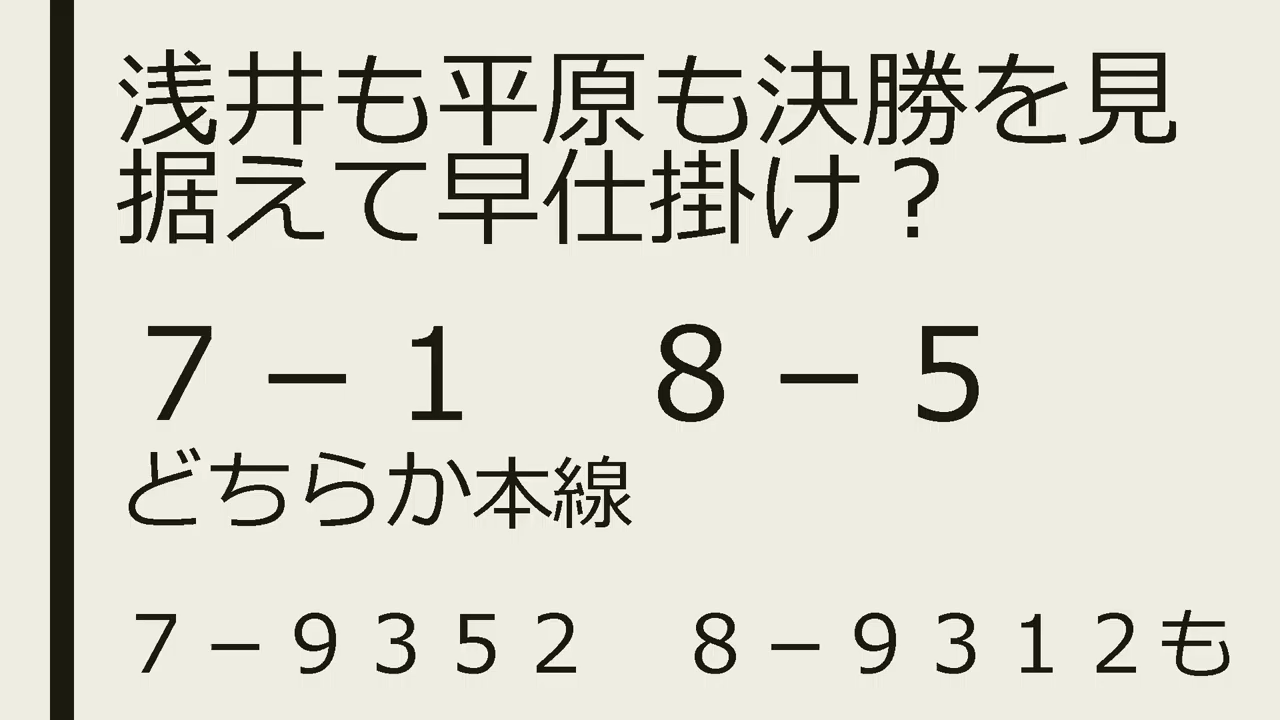 浅井も平原も決勝を見
据えて早仕掛け？
７－１　８－５
どちらか本線
７－９３５２　８－９３１２も